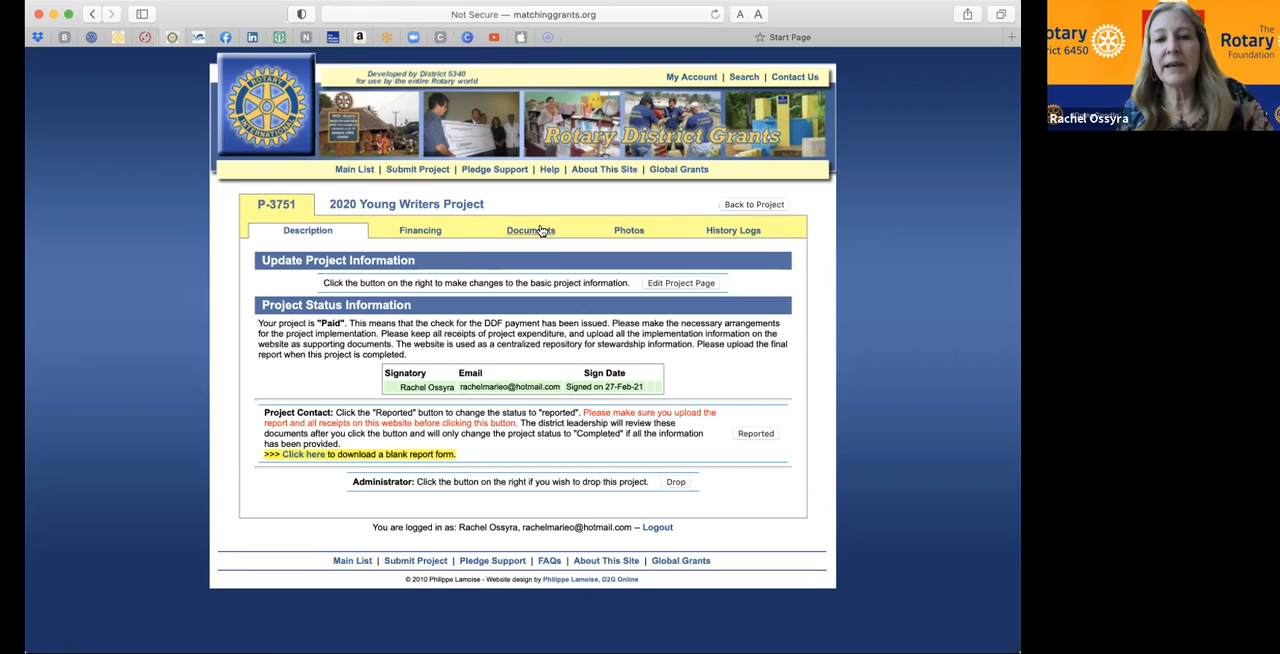 Not Secure — matchinggrants.org
A A
Start Page
Developed by District 5340
for use by the entire Rotary world
My Account | Search | Contact Us
Rotary District Grants
Main List | Submit Project | Pledge Support | Help | About This Site | Global Grants
P-3751 2020 Young Writers Project Back to Project
Description Financing Documents Photos History Logs
Update Project Information
Click the button on the right to make changes to the basic project information. Edit Project Page
Project Status Information
Your project is "Paid". This means that the check for the DDF payment has been issued. Please make the necessary arrangements
for the project implementation. Please keep all receipts of project expenditure, and upload all the implementation information on the
website as supporting documents. The website is used as a centralized repository for stewardship information. Please upload the final
report when this project is completed.
Signatory Email Sign Date
Rachel Ossyra rachelmarieo@hotmail.com Signed on 27-Feb-21
Project Contact: Click the "Reported" button to change the status to "reported". Please make sure you upload the
report and all receipts on this website before clicking this button. The district leadership will review these
documents after you click the button and will only change the project status to "Completed" if all the information
has been provided.
Reported
>>> Click here to download a blank report form.
Administrator: Click the button on the right if you wish to drop this project. Drop
You are logged in as: Rachel Ossyra, rachelmarieo@hotmail.com -- Logout
Main List | Submit Project | Pledge Support | FAQs | About This Site | Global Grants
© 2010 Philippe Lamoise - Website design by Philippe Lamoise, D2G Online
Rotary
rict 6450
The
Rotary
Foundation
Rachel Ossyra